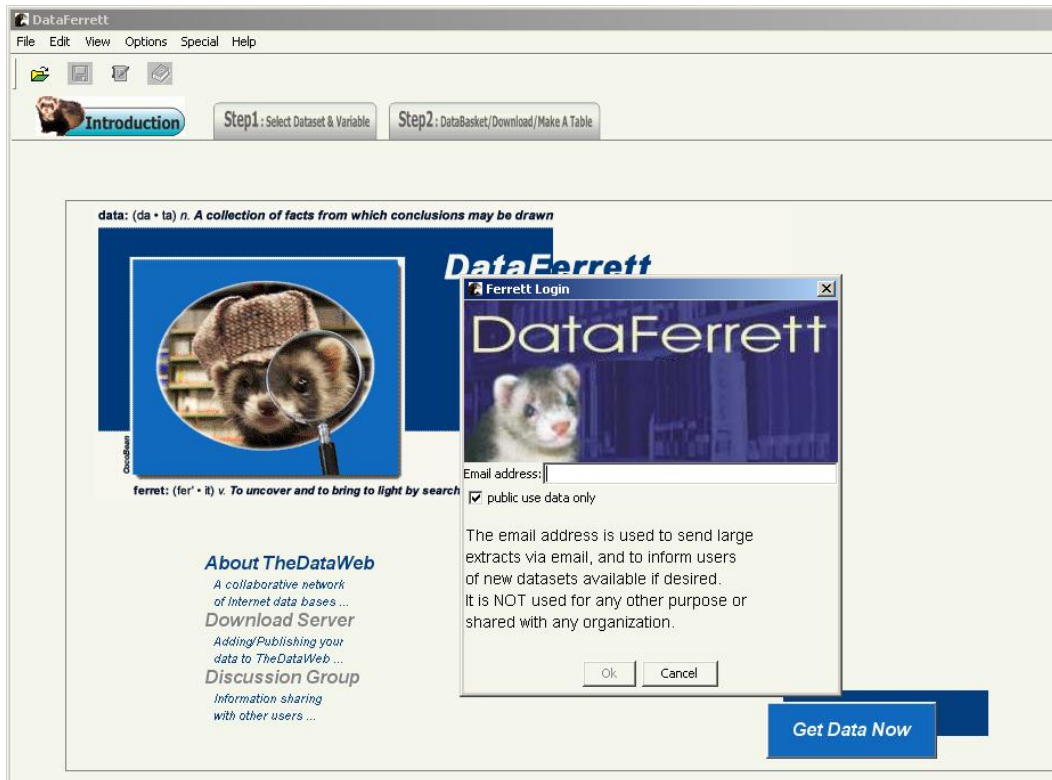 DataFerrett
File Edit View Options Special Help
Introduction
Step1 : Select Dataset & Variable
Step2 : DataBasket/Download/Make A Table
data: (da • ta) n. A collection of facts from which conclusions may be drawn
DataFerrett
CocoBean
ferret: (fer' • it) v. To uncover and to bring to light by search
Ferrett Login
DataFerrett
Email address:
public use data only
The email address is used to send large
extracts via email, and to inform users
of new datasets available if desired.
It is NOT used for any other purpose or
shared with any organization.
Ok Cancel
About TheDataWeb
A collaborative network
of Internet data bases ...
Download Server
Adding/Publishing your
data to TheDataWeb ...
Discussion Group
Information sharing
with other users ...
Get Data Now